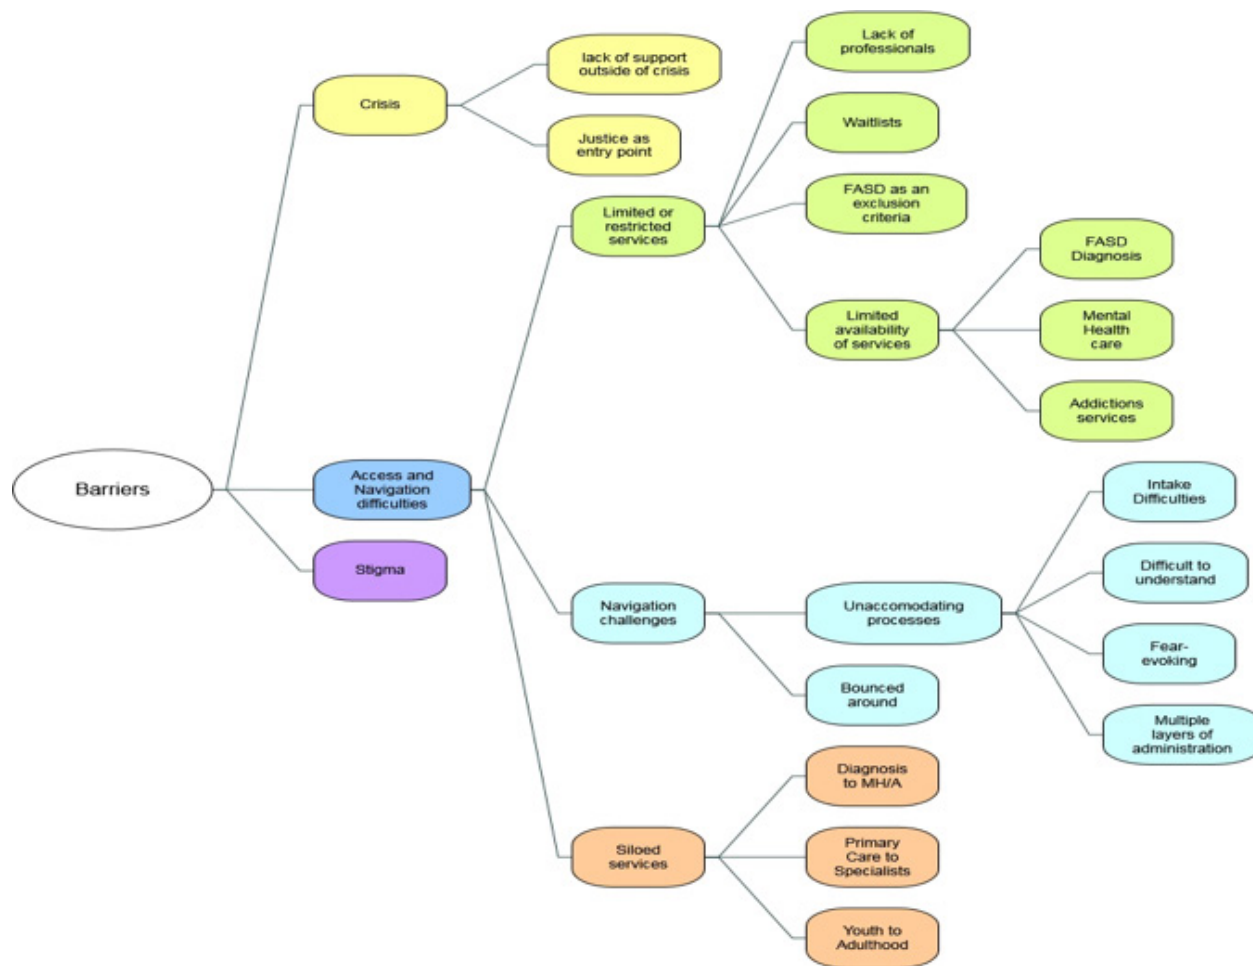 Barriers
Crisis
lack of support
outside of crisis
Justice as
entry point
Access and
Navigation
difficulties
Limited or
restricted
services
Lack of
professionals
Waitlists
FASD as an
exclusion
criteria
Limited
availability
of services
FASD
Diagnosis
Mental
Health
care
Addictions
services
Navigation
challenges
Unaccomodating
processes
Intake
Difficulties
Difficult to
understand
Fear-
evoking
Multiple
layers of
administration
Bounced
around
Siloed
services
Diagnosis
to MH/A
Primary
Care to
Specialists
Youth to
Adulthood
Stigma